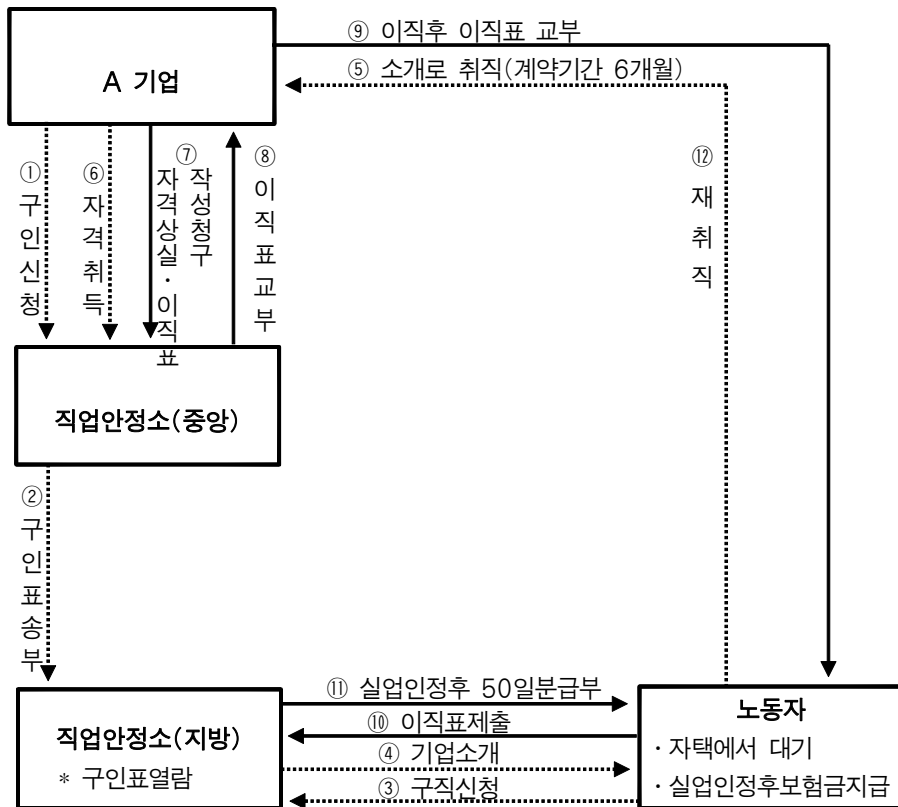 ⑨ 이직후 이직표 교부
⑤ 소개로 취직(계약기간 6개월)
A 기업
① 구인신청
⑥ 자격취득
⑦ 작성청구
자격상실·이직표
⑧ 이직표교부
⑫ 재취직
직업안정소(중앙)
② 구인표송부
⑪ 실업인정후 50일분급부
⑩ 이직표제출
④ 기업소개
③ 구직신청
직업안정소(지방)
* 구인표열람
노동자
· 자택에서 대기
· 실업인정후보험금지급